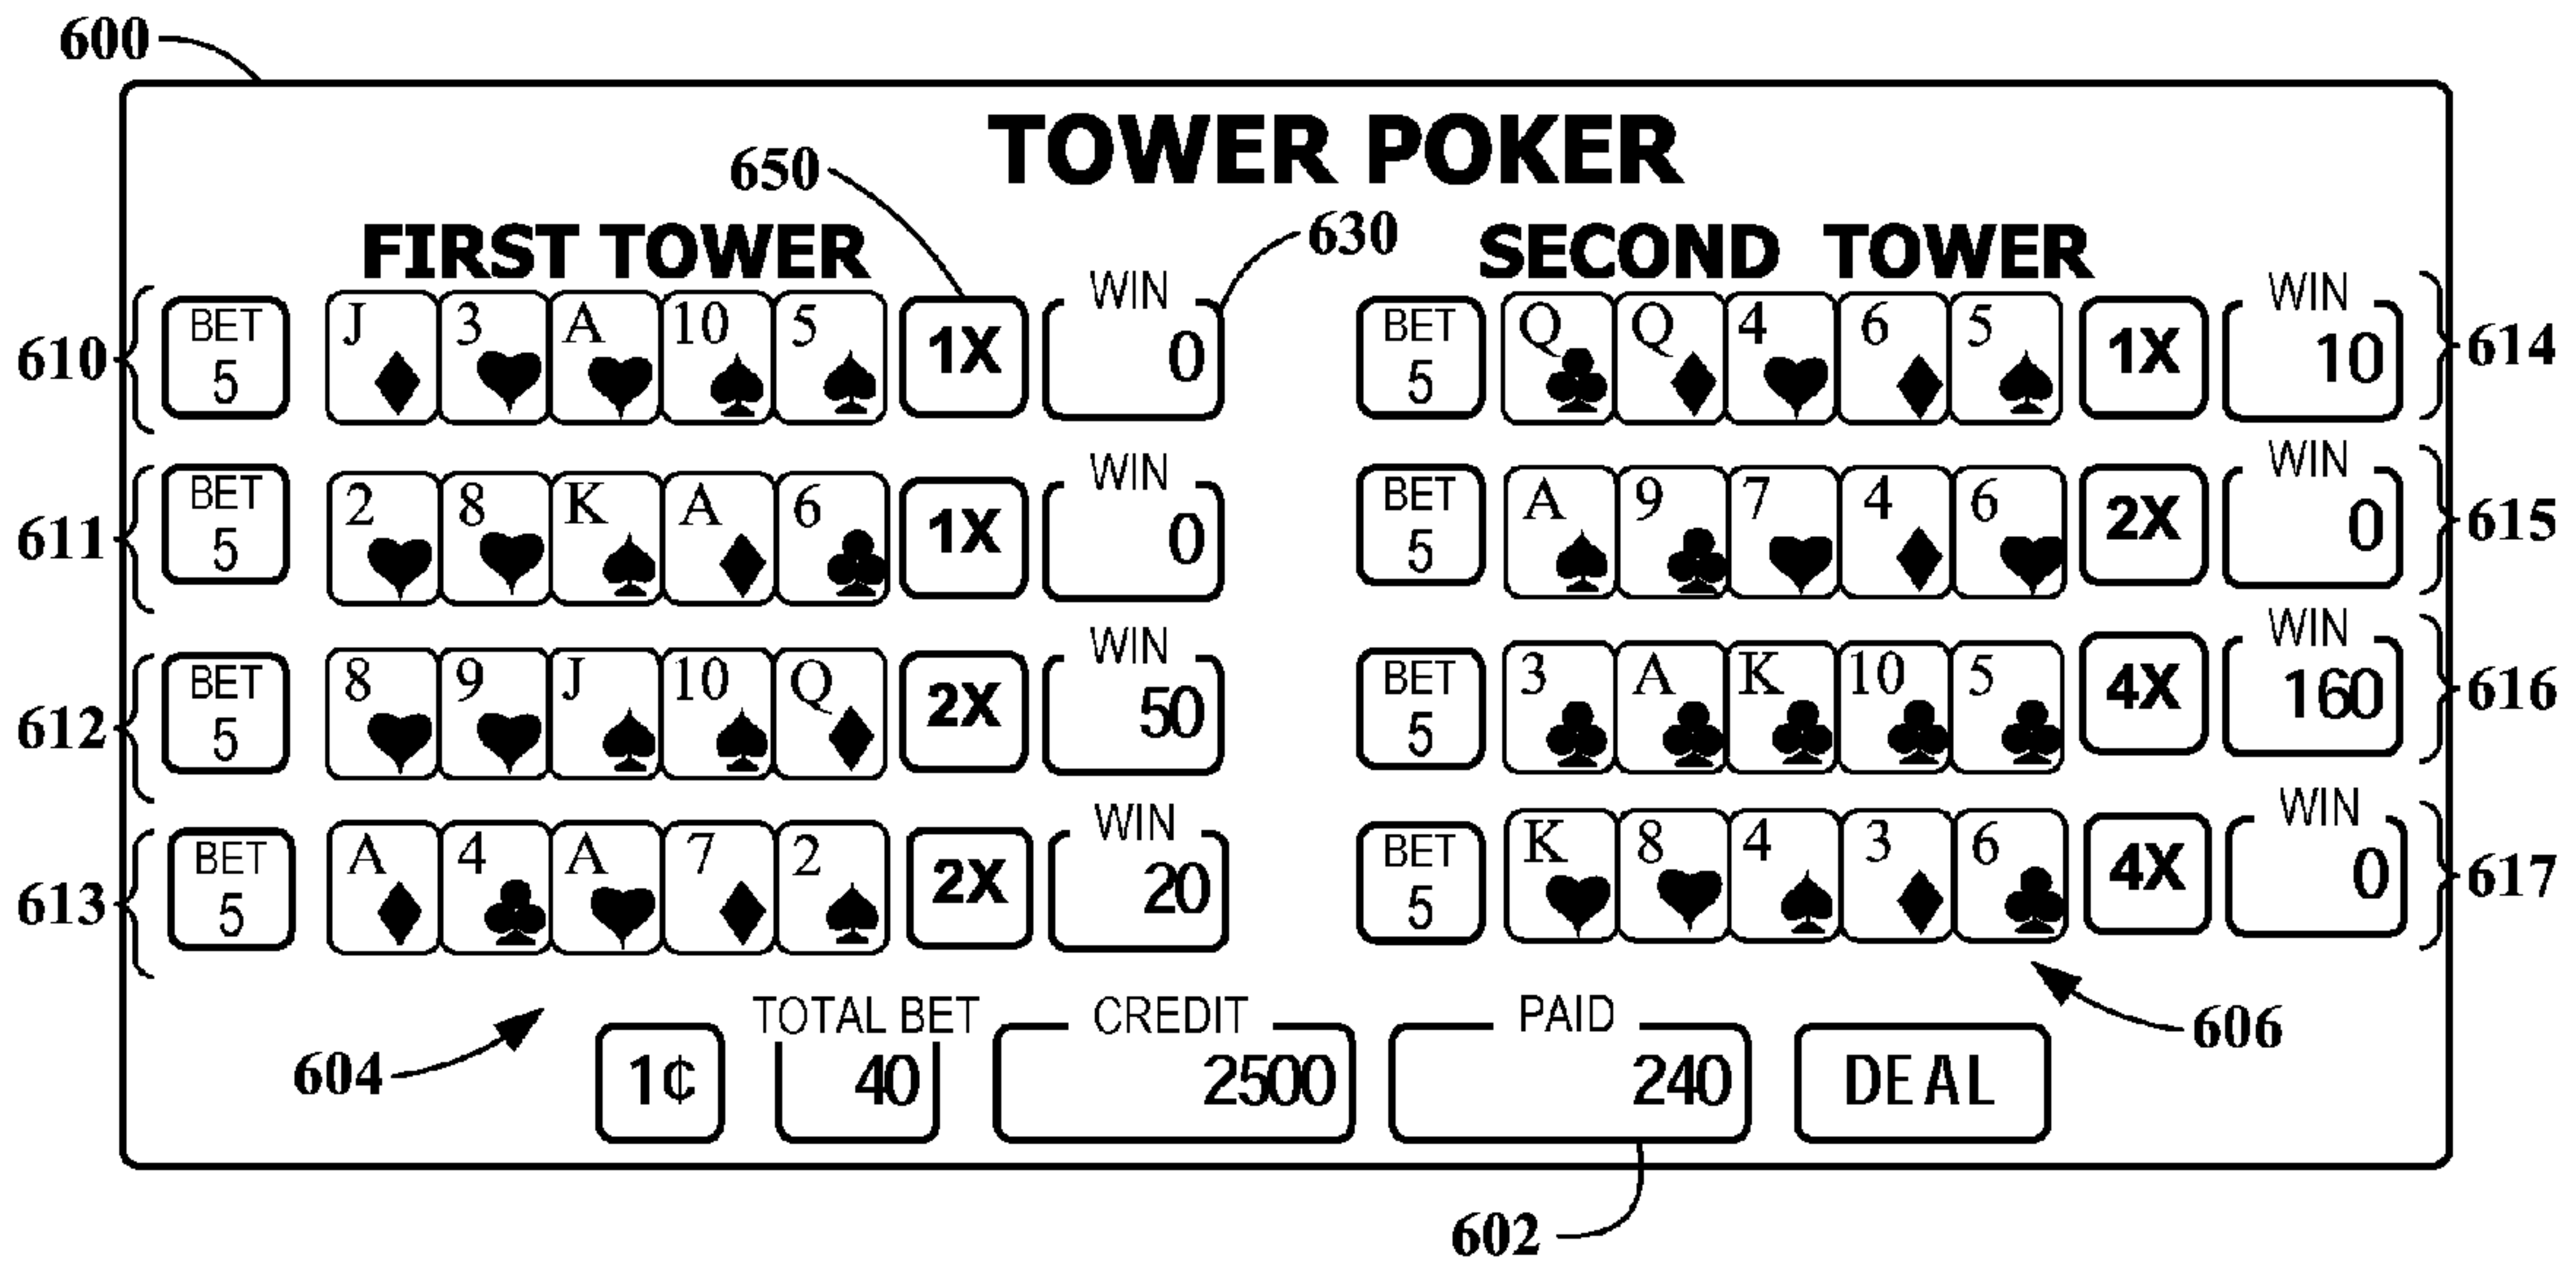 600
TOWER POKER
650
630
FIRST TOWER
SECOND TOWER
610
BET
5
J 3 A 10 5
1X
WIN
0
BET
5
Q Q 4 6 5
1X
WIN
10
614
611
BET
5
2 8 K A 6
1X
WIN
0
BET
5
A 9 7 4 6
2X
WIN
0
615
612
BET
5
8 9 J 10 Q
2X
WIN
50
BET
5
3 A K 10 5
4X
WIN
160
616
613
BET
5
A 4 A 7 2
2X
WIN
20
BET
5
K 8 4 3 6
4X
WIN
0
617
604
1¢
TOTAL BET
40
CREDIT
2500
PAID
240
DEAL
606
602